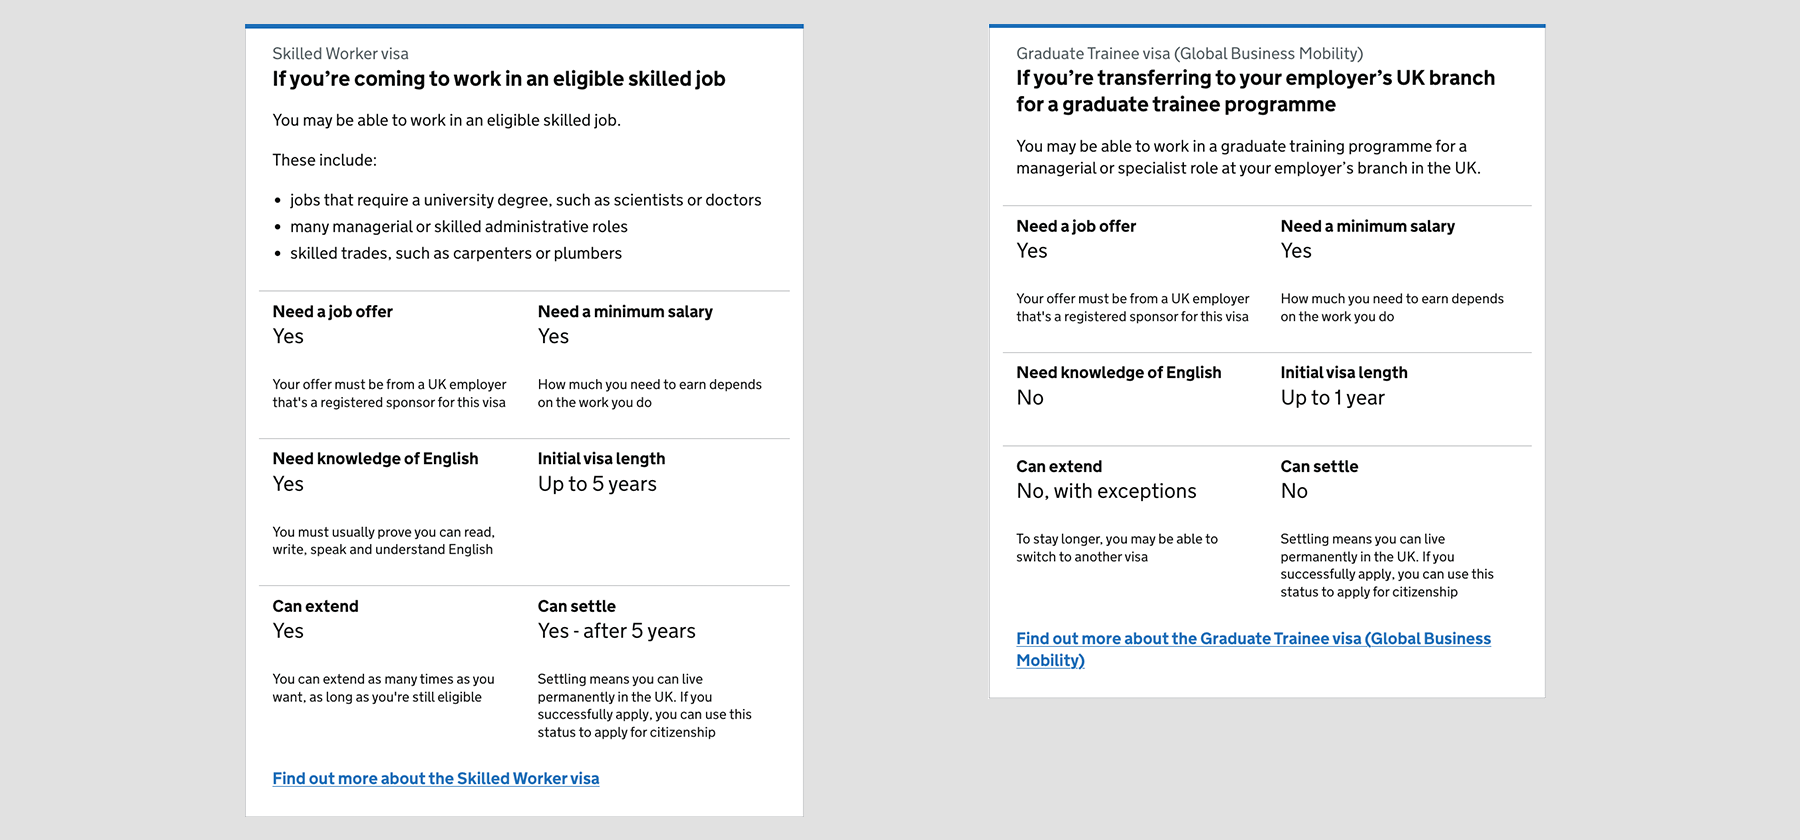 Skilled Worker visa
If you’re coming to work in an eligible skilled job
You may be able to work in an eligible skilled job.
These include:
• jobs that require a university degree, such as scientists or doctors
• many managerial or skilled administrative roles
• skilled trades, such as carpenters or plumbers
Need a job offer
Yes
Your offer must be from a UK employer
that's a registered sponsor for this visa
Need a minimum salary
Yes
How much you need to earn depends
on the work you do
Need knowledge of English
Yes
You must usually prove you can read,
write, speak and understand English
Initial visa length
Up to 5 years
Can extend
Yes
You can extend as many times as you
want, as long as you're still eligible
Can settle
Yes - after 5 years
Settling means you can live
permanently in the UK. If you
successfully apply, you can use this
status to apply for citizenship
Find out more about the Skilled Worker visa
Graduate Trainee visa (Global Business Mobility)
If you’re transferring to your employer’s UK branch
for a graduate trainee programme
You may be able to work in a graduate training programme for a
managerial or specialist role at your employer’s branch in the UK.
Need a job offer
Yes
Your offer must be from a UK employer
that's a registered sponsor for this visa
Need a minimum salary
Yes
How much you need to earn depends
on the work you do
Need knowledge of English
No
Initial visa length
Up to 1 year
Can extend
No, with exceptions
To stay longer, you may be able to
switch to another visa
Can settle
No
Settling means you can live
permanently in the UK. If you
successfully apply, you can use this
status to apply for citizenship
Find out more about the Graduate Trainee visa (Global Business
Mobility)